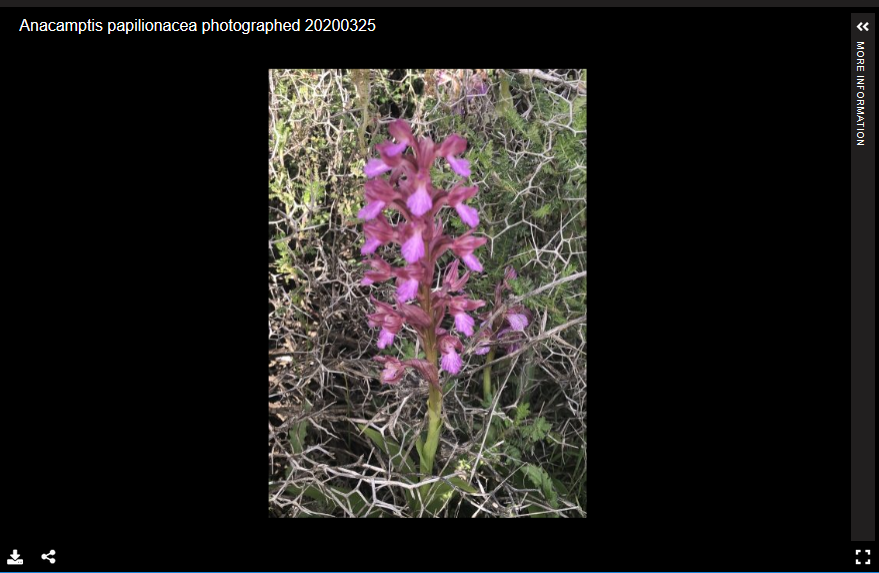 Anacamptis papilionacea photographed 20200325
MORE INFORMATION